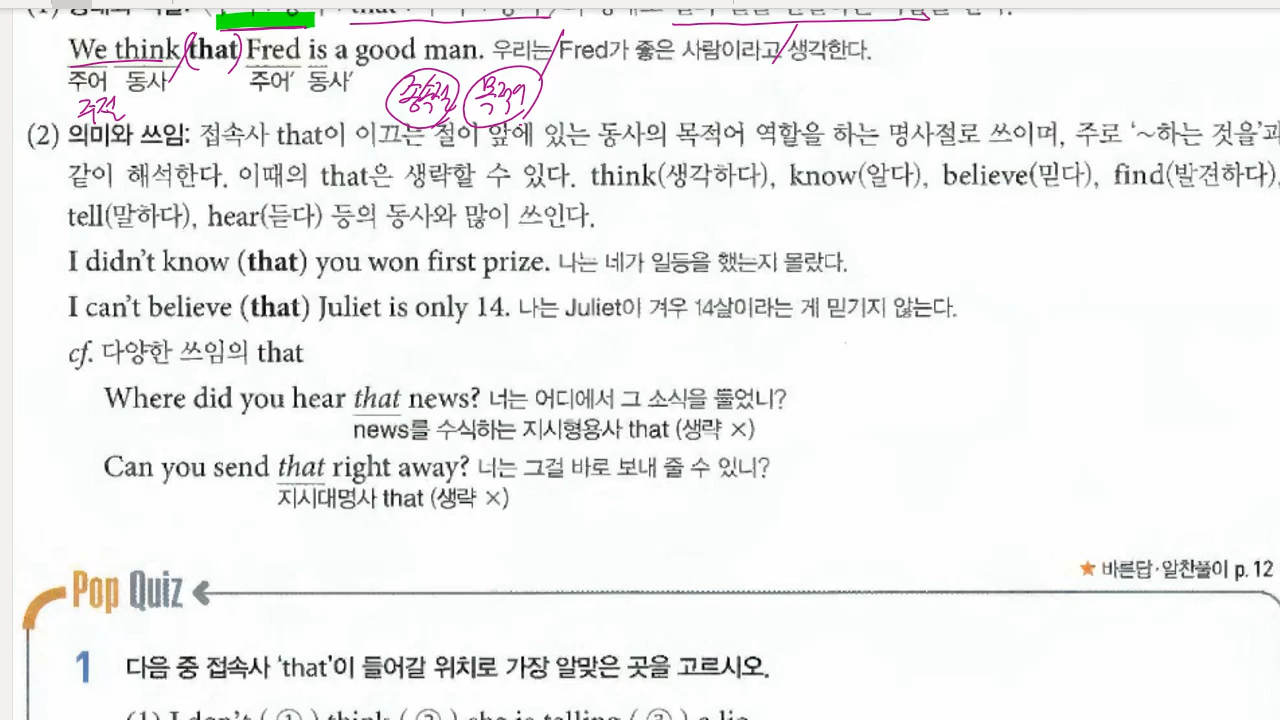 We think that Fred is a good man. 우리는 Fred가 좋은 사람이라고 생각한다.
주어 동사 주어′ 동사′
주절 종속절 목적어
(2) 의미와 쓰임: 접속사 that이 이끄는 절이 앞에 있는 동사의 목적어 역할을 하는 명사절로 쓰이며, 주로 ‘~하는 것을’과
같이 해석한다. 이때의 that은 생략할 수 있다. think(생각하다), know(알다), believe(믿다), find(발견하다),
tell(말하다), hear(듣다) 등의 동사와 많이 쓰인다.
I didn’t know (that) you won first prize. 나는 네가 일등을 했는지 몰랐다.
I can’t believe (that) Juliet is only 14. 나는 Juliet이 겨우 14살이라는 게 믿기지 않는다.
cf. 다양한 쓰임의 that
Where did you hear that news? 너는 어디에서 그 소식을 들었니?
news를 수식하는 지시형용사 that (생략 ×)
Can you send that right away? 너는 그걸 바로 보내 줄 수 있니?
지시대명사 that (생략 ×)
★ 바른답·알찬풀이 p. 12
Pop Quiz
1 다음 중 접속사 ‘that’이 들어갈 위치로 가장 알맞은 곳을 고르시오.
(1) I don’t ( ① ) think ( ② ) she is telling ( ③ ) a lie.